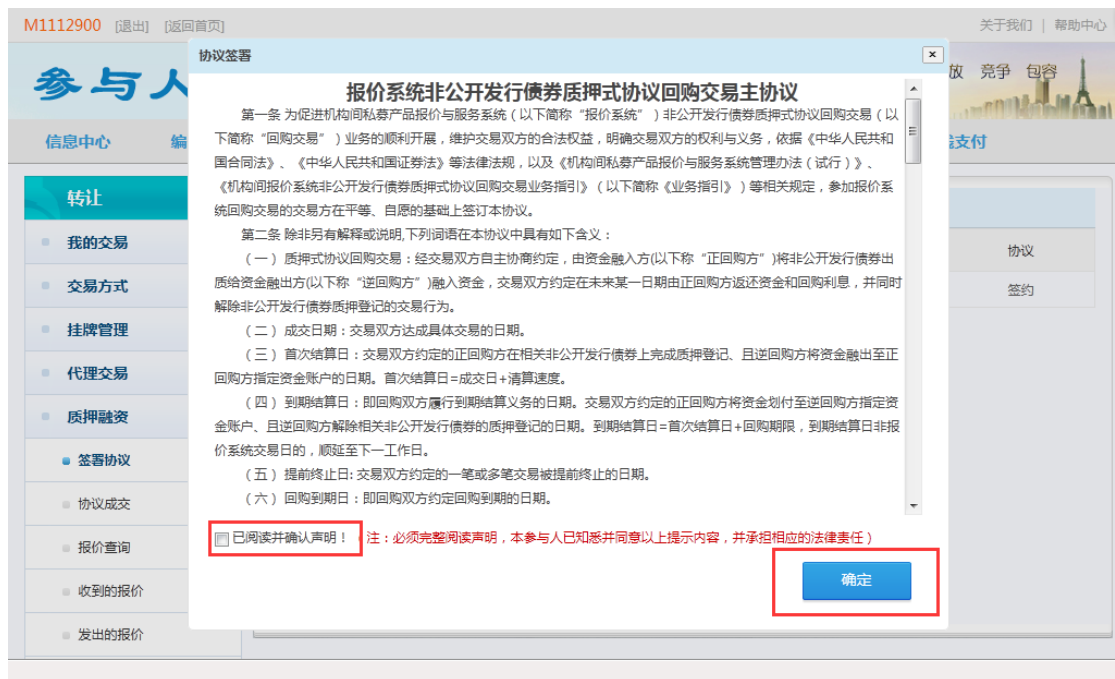 M1112900 [退出] [返回首页] 关于我们 | 帮助中心
参与人
放 竞争 包容
信息中心
支付
转让
我的交易
交易方式
挂牌管理
代理交易
质押融资
签署协议
协议成交
报价查询
收到的报价
发出的报价
协议
签约
协议签署
报价系统非公开发行债券质押式协议回购交易主协议
第一条 为促进机构间私募产品报价与服务系统（以下简称“报价系统”）非公开发行债券质押式协议回购交易（以
下简称“回购交易”）业务的顺利开展，维护交易双方的合法权益，明确交易双方的权利与义务，依据《中华人民共和
国合同法》、《中华人民共和国证券法》等法律法规，以及《机构间私募产品报价与服务系统管理办法（试行）》、
《机构间报价系统非公开发行债券质押式协议回购交易业务指引》（以下简称《业务指引》）等相关规定，参加报价系
统回购交易的交易方在平等、自愿的基础上签订本协议。
第二条 除非另有解释或说明,下列词语在本协议中具有如下含义：
（一）质押式协议回购交易：经交易双方自主协商约定，由资金融入方(以下称“正回购方”)将非公开发行债券出
质给资金融出方(以下称“逆回购方”)融入资金，交易双方约定在未来某一日期由正回购方返还资金和回购利息，并同时
解除非公开发行债券质押登记的交易行为。
（二）成交日期：交易双方达成具体交易的日期。
（三）首次结算日：交易双方约定的正回购方在相关非公开发行债券上完成质押登记、且逆回购方将资金融出至正
回购方指定资金账户的日期。首次结算日=成交日+清算速度。
（四）到期结算日：即回购双方履行到期结算义务的日期。交易双方约定的正回购方将资金划付至逆回购方指定资
金账户、且逆回购方解除相关非公开发行债券的质押登记的日期。到期结算日=首次结算日+回购期限，到期结算日非报
价系统交易日的，顺延至下一工作日。
（五）提前终止日: 交易双方约定的一笔或多笔交易被提前终止的日期。
（六）回购到期日：即回购双方约定回购到期的日期。
已阅读并确认声明！（注：必须完整阅读声明，本参与人已知悉并同意以上提示内容，并承担相应的法律责任）
确定